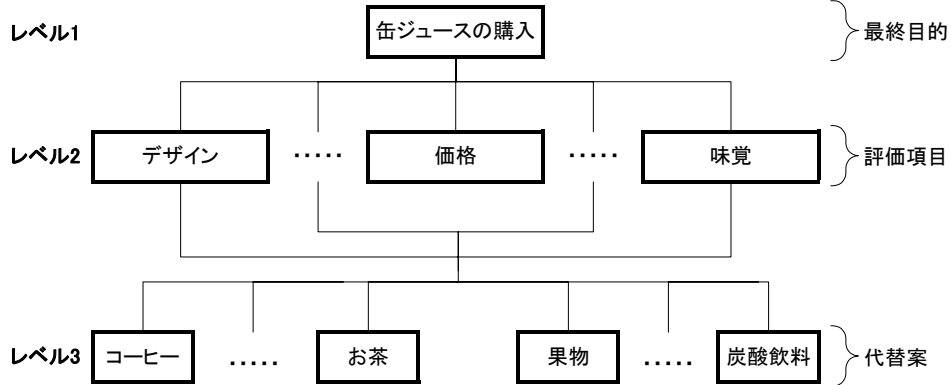 レベル1 缶ジュースの購入 最終目的
レベル2 デザイン ・・・・・ 価格 ・・・・・ 味覚 評価項目
レベル3 コーヒー ・・・・・ お茶 果物 ・・・・・ 炭酸飲料 代替案